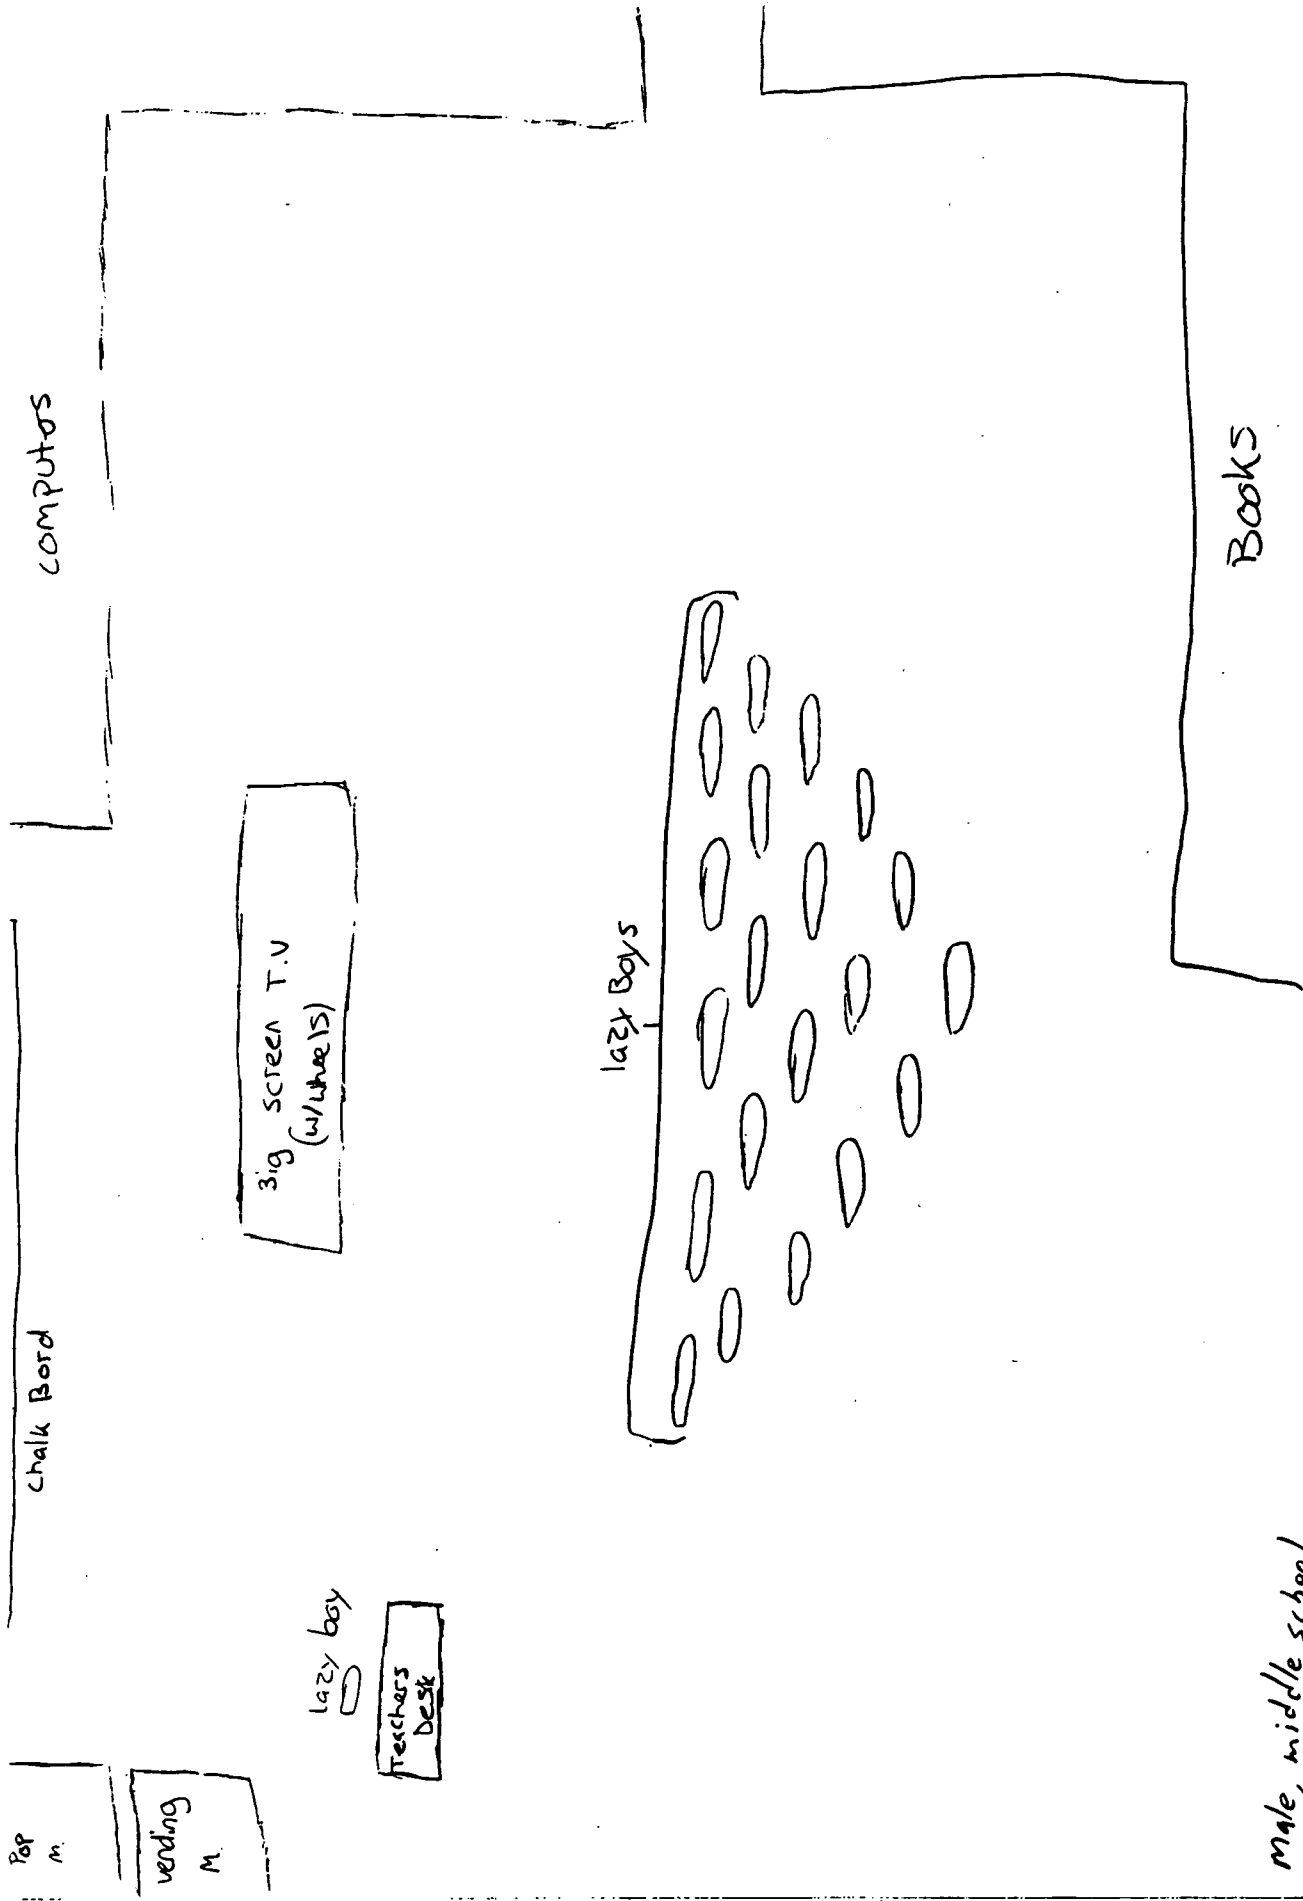 Pop
M.
vending
M.
Chalk Bord
computos
lazy boy
Teachers
Desk
Big screen T.V
(w/wheels)
lazy Boys
Books
male, middle school